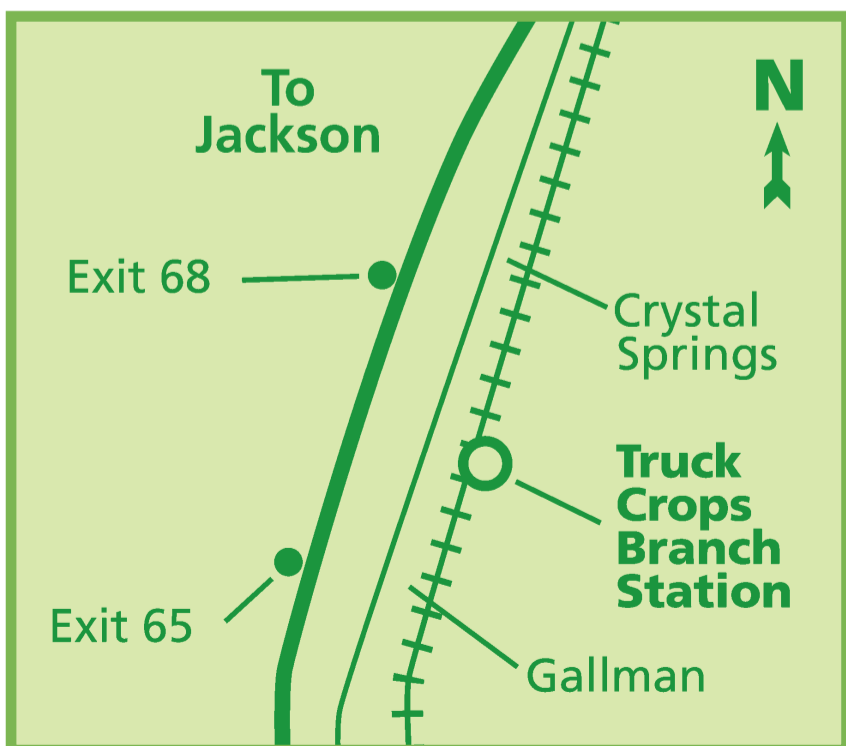 To
Jackson
N
Exit 68
Crystal
Springs
Truck
Crops
Branch
Station
Exit 65
Gallman